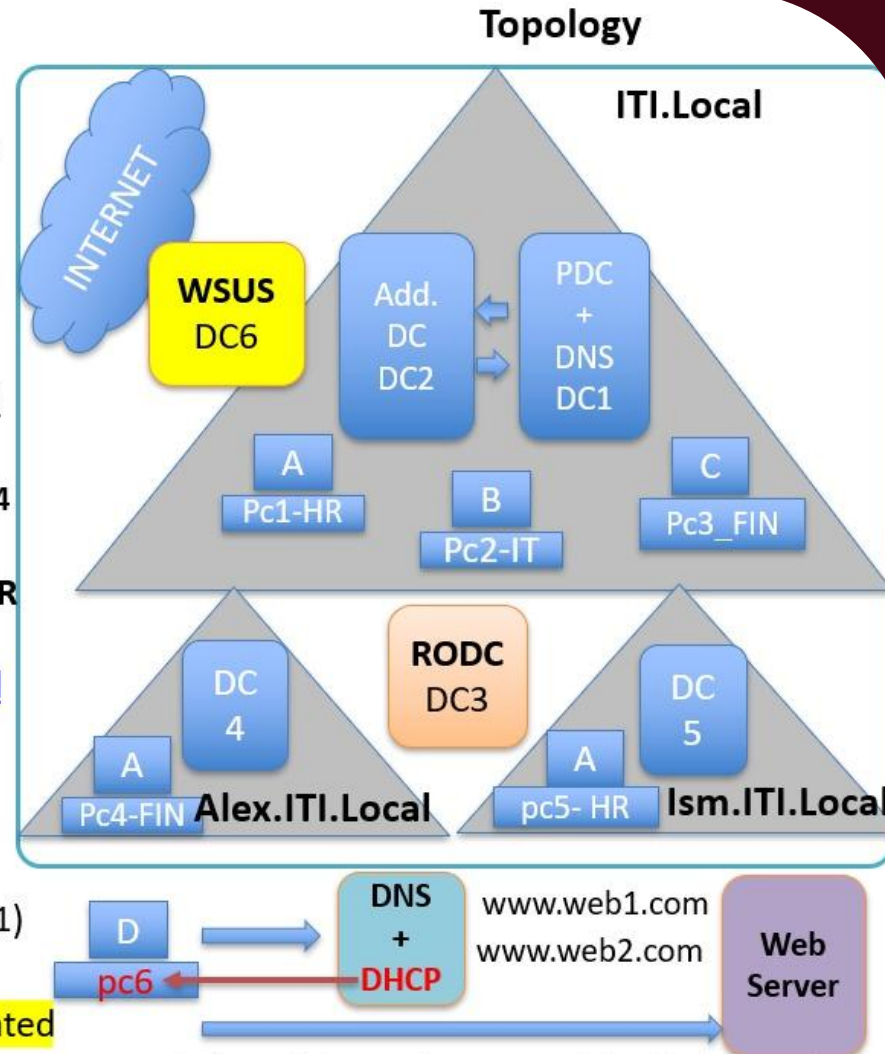 Topology
ITI.Local
INTERNET
WSUS
DC6
Add.
DC
DC2
PDC
+
DNS
DC1
A
Pc1-HR
B
Pc2-IT
C
Pc3_FIN
4
R
RODC
DC3
DC
4
A
Pc4-FIN
Alex.ITI.Local
DC
5
A
pc5- HR
Ism.ITI.Local
1)
D
pc6
DNS
+
DHCP
www.web1.com
www.web2.com
Web
Server